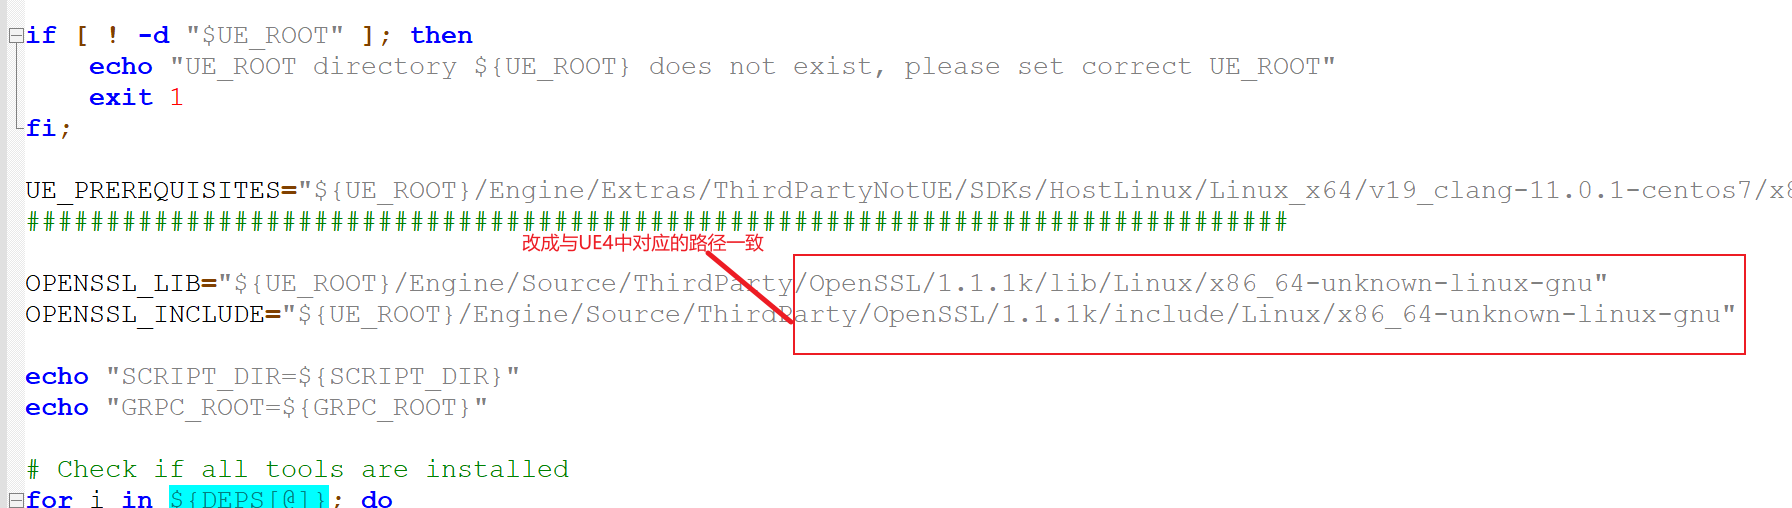 if [ ! -d "$UE_ROOT" ]; then
echo "UE_ROOT directory ${UE_ROOT} does not exist, please set correct UE_ROOT"
exit 1
fi;
UE_PREREQUISITES="${UE_ROOT}/Engine/Extras/ThirdPartyNotUE/SDKs/HostLinux/Linux_x64/v19_clang-11.0.1-centos7/x8
###############################################################################
改成与UE4中对应的路径一致
OPENSSL_LIB="${UE_ROOT}/Engine/Source/ThirdParty/OpenSSL/1.1.1k/lib/Linux/x86_64-unknown-linux-gnu"
OPENSSL_INCLUDE="${UE_ROOT}/Engine/Source/ThirdParty/OpenSSL/1.1.1k/include/Linux/x86_64-unknown-linux-gnu"
echo "SCRIPT_DIR=${SCRIPT_DIR}"
echo "GRPC_ROOT=${GRPC_ROOT}"
# Check if all tools are installed
for i in ${DEPS[@]}; do